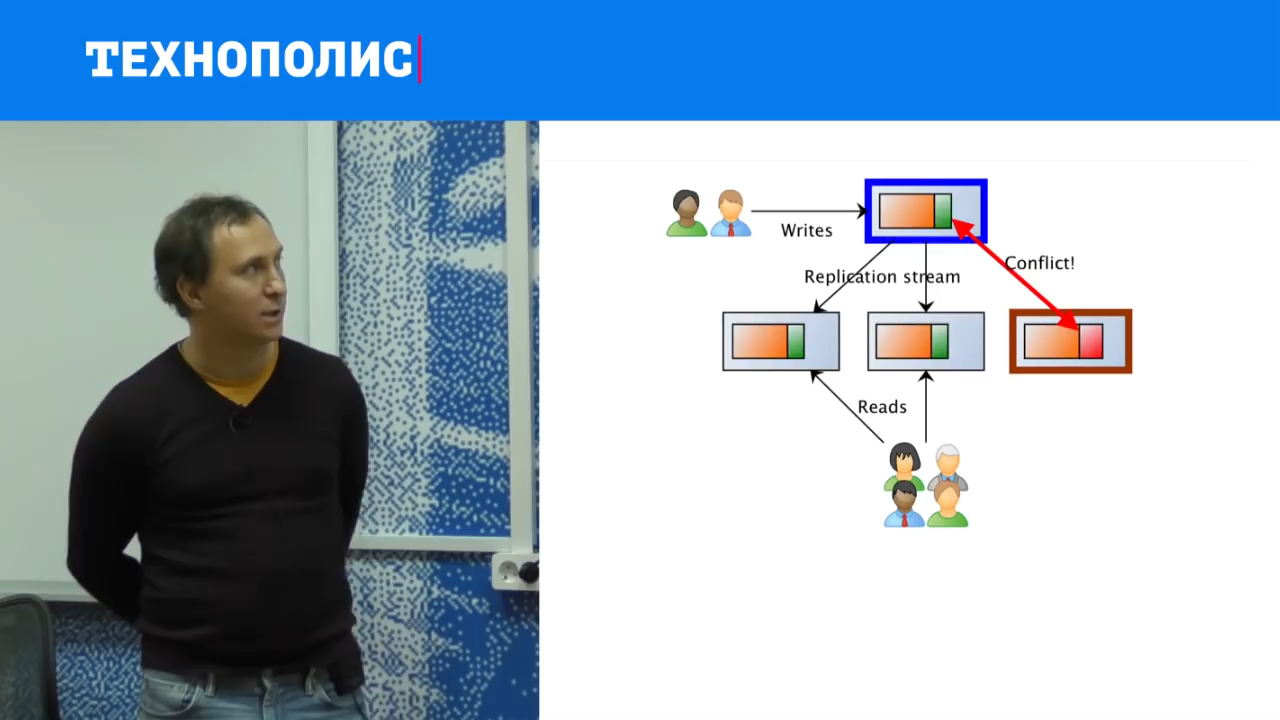 ТЕХНОПОЛИС
Writes
Conflict!
Replication stream
Reads